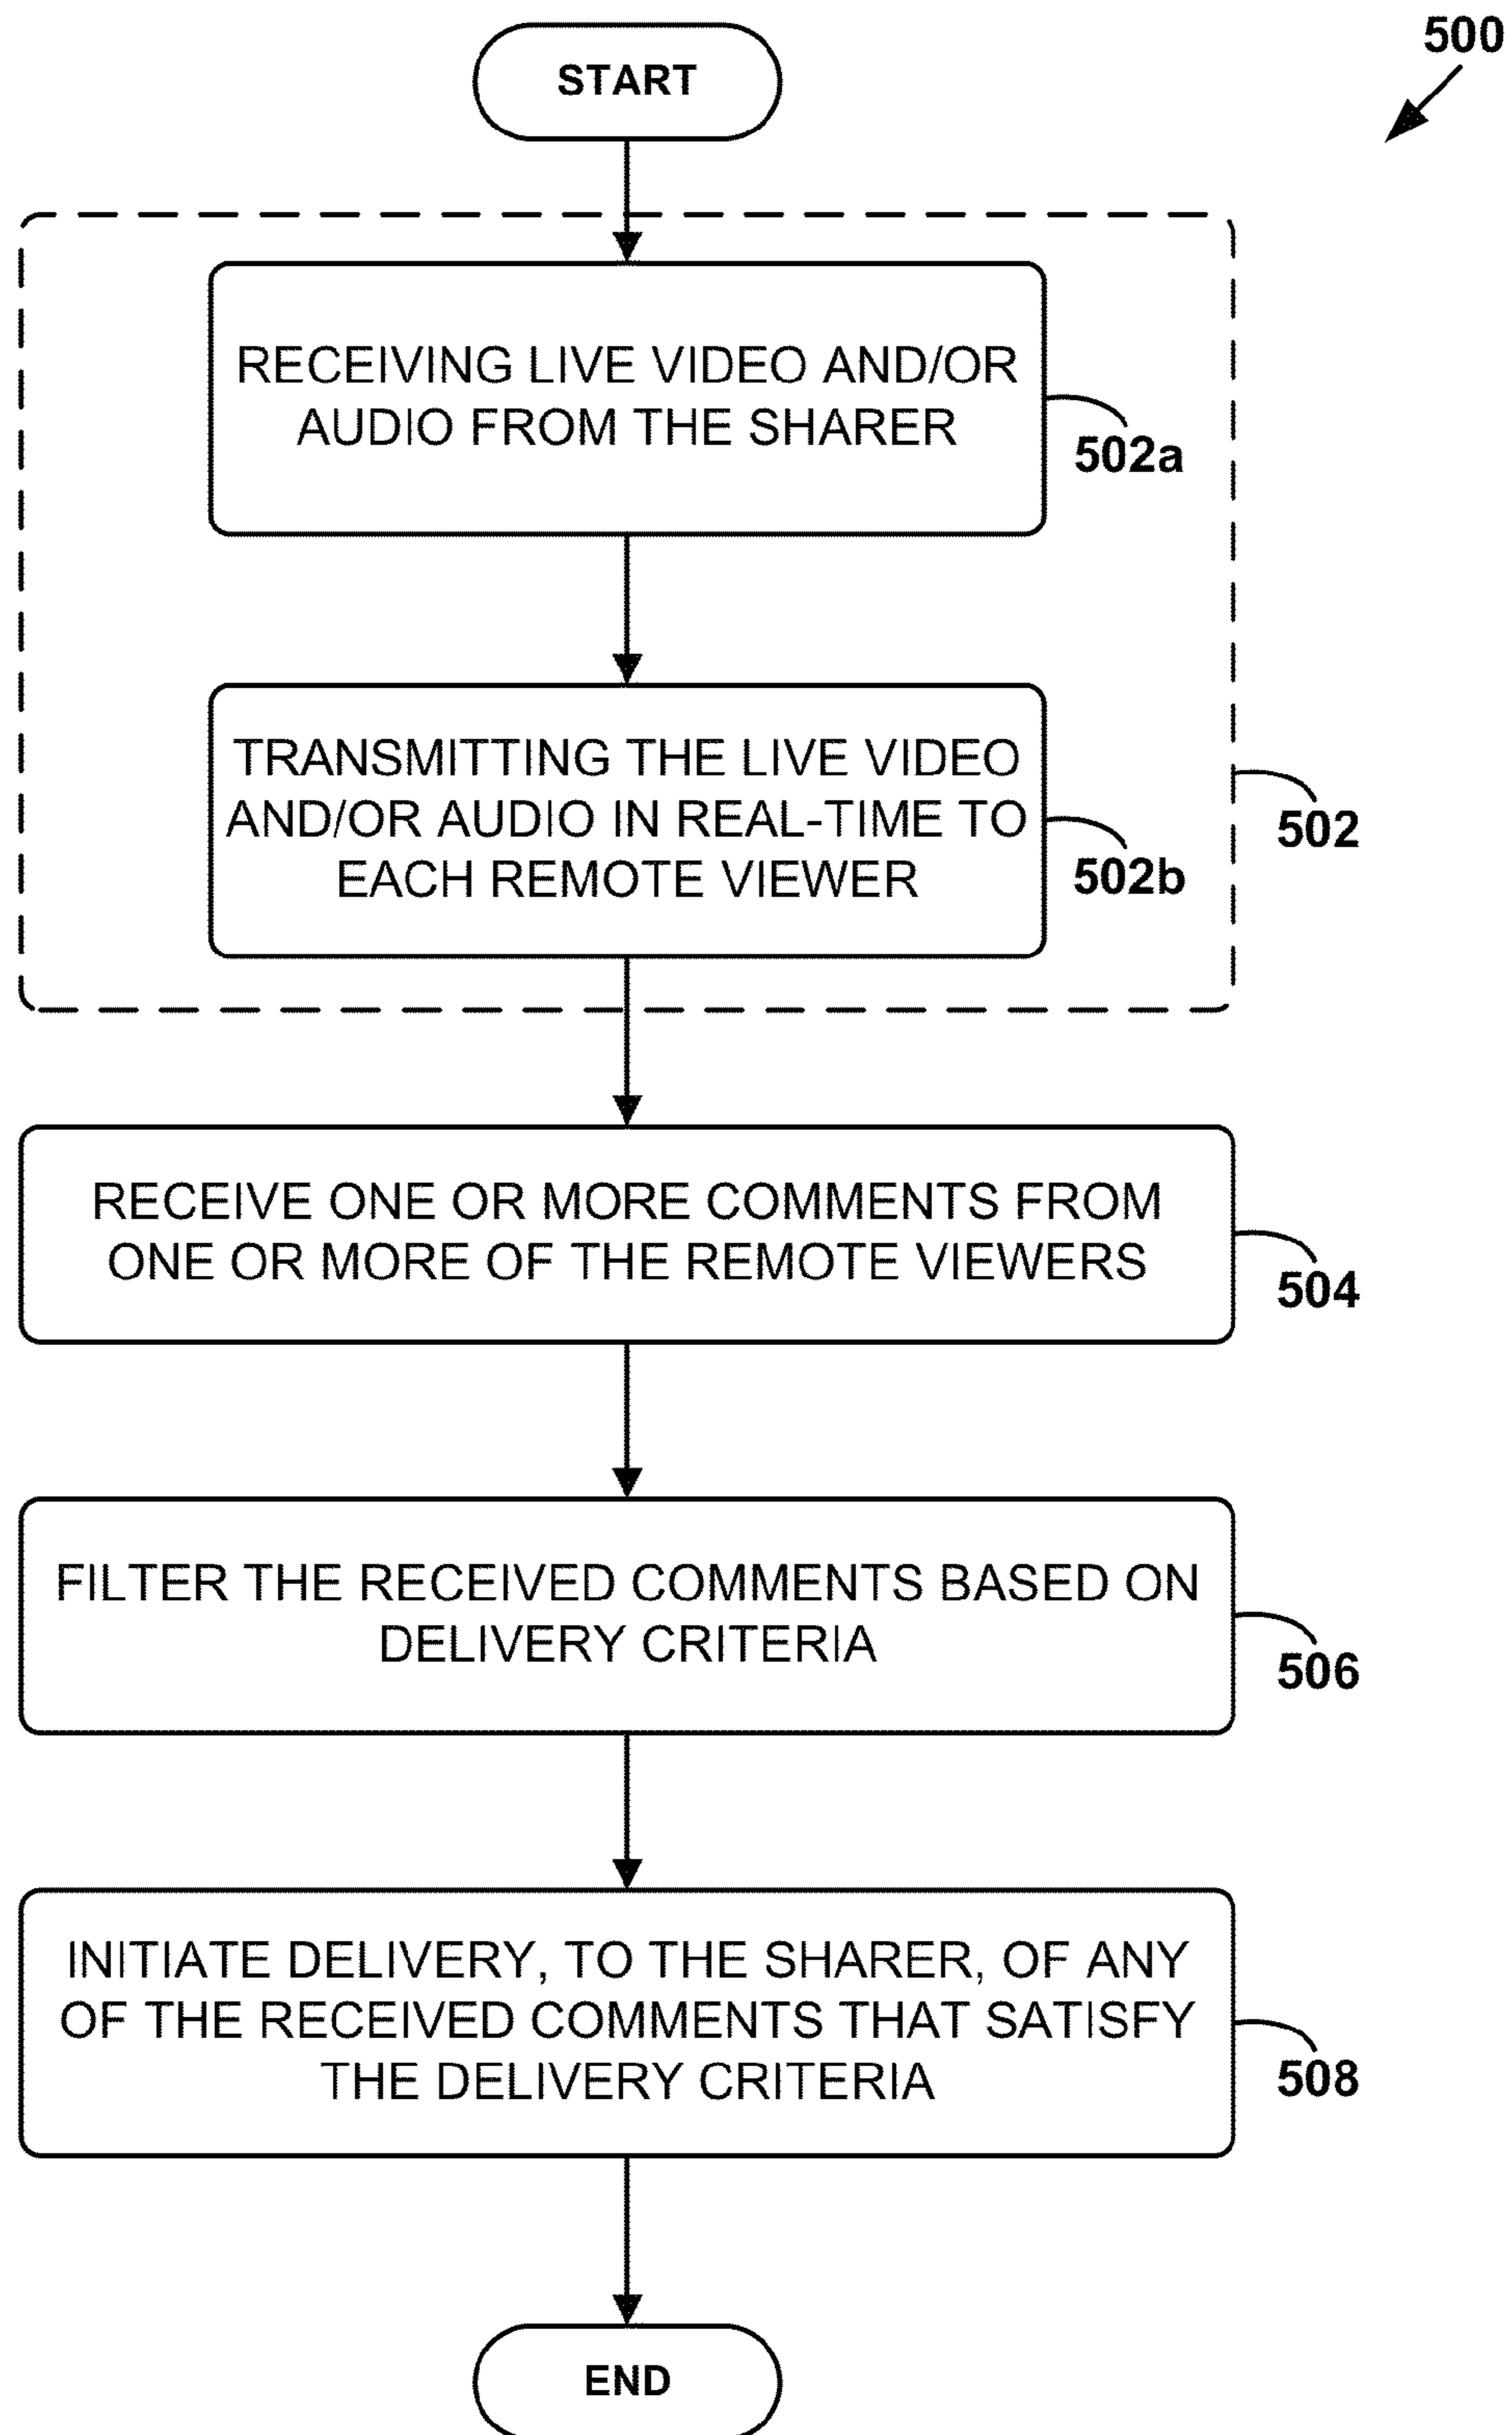 500
START
RECEIVING LIVE VIDEO AND/OR
AUDIO FROM THE SHARER
502a
TRANSMITTING THE LIVE VIDEO
AND/OR AUDIO IN REAL-TIME TO
EACH REMOTE VIEWER
502b
502
RECEIVE ONE OR MORE COMMENTS FROM
ONE OR MORE OF THE REMOTE VIEWERS
504
FILTER THE RECEIVED COMMENTS BASED ON
DELIVERY CRITERIA
506
INITIATE DELIVERY, TO THE SHARER, OF ANY
OF THE RECEIVED COMMENTS THAT SATISFY
THE DELIVERY CRITERIA
508
END